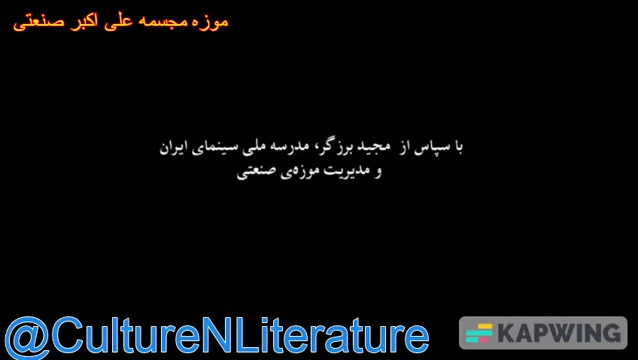 موزه مجسمه علی اکبر صنعتی
با سپاس از مجید برزگر، مدرسه ملی سینمای ایران
و مدیریت موزه‌ی صنعتی
@CultureNLiterature
KAPWING